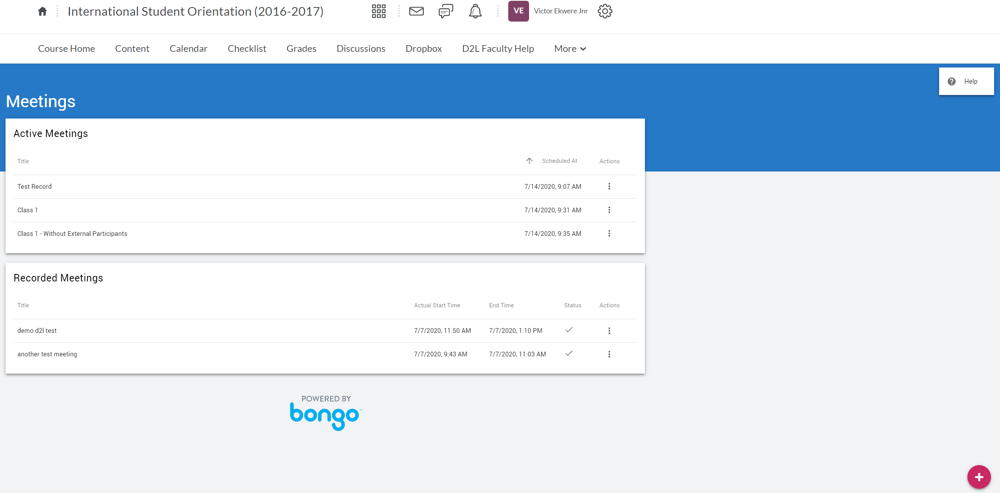 International Student Orientation (2016-2017)
VE Victor Ekwere Jnr
Course Home Content Calendar Checklist Grades Discussions Dropbox D2L Faculty Help More
Help
Meetings
Active Meetings
Title Scheduled At Actions
Test Record 7/14/2020, 9:07 AM
Class 1 7/14/2020, 9:31 AM
Class 1 - Without External Participants 7/14/2020, 9:35 AM
Recorded Meetings
Title Actual Start Time End Time Status Actions
demo d2l test 7/7/2020, 11:50 AM 7/7/2020, 1:10 PM
another test meeting 7/7/2020, 9:43 AM 7/7/2020, 11:03 AM
POWERED BY
bongo™